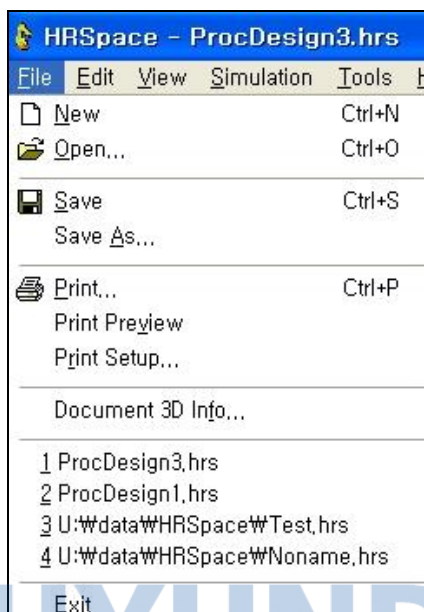 HRSpace - ProcDesign3.hrs
File Edit View Simulation Tools H
New Ctrl+N
Open... Ctrl+O
Save Ctrl+S
Save As...
Print... Ctrl+P
Print Preview
Print Setup...
Document 3D Info...
1 ProcDesign3.hrs
2 ProcDesign1.hrs
3 U:₩data₩HRSpace₩Test.hrs
4 U:₩data₩HRSpace₩Noname.hrs
Exit